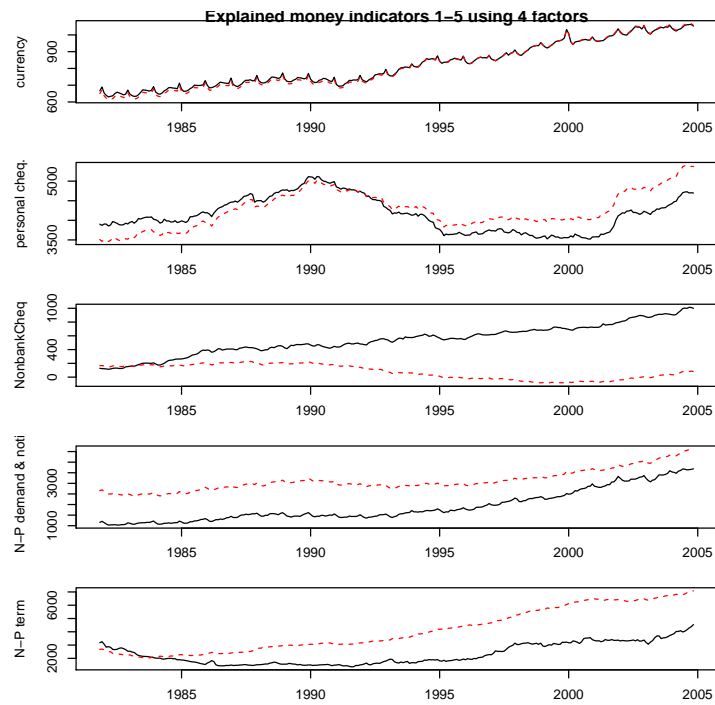 Explained money indicators 1−5 using 4 factors
currency
600 900
1985 1990 1995 2000 2005
personal cheq.
3500 5000
1985 1990 1995 2000 2005
NonbankCheq
0 400 1000
1985 1990 1995 2000 2005
N−P demand & noti
1000 3000
1985 1990 1995 2000 2005
N−P term
2000 6000
1985 1990 1995 2000 2005